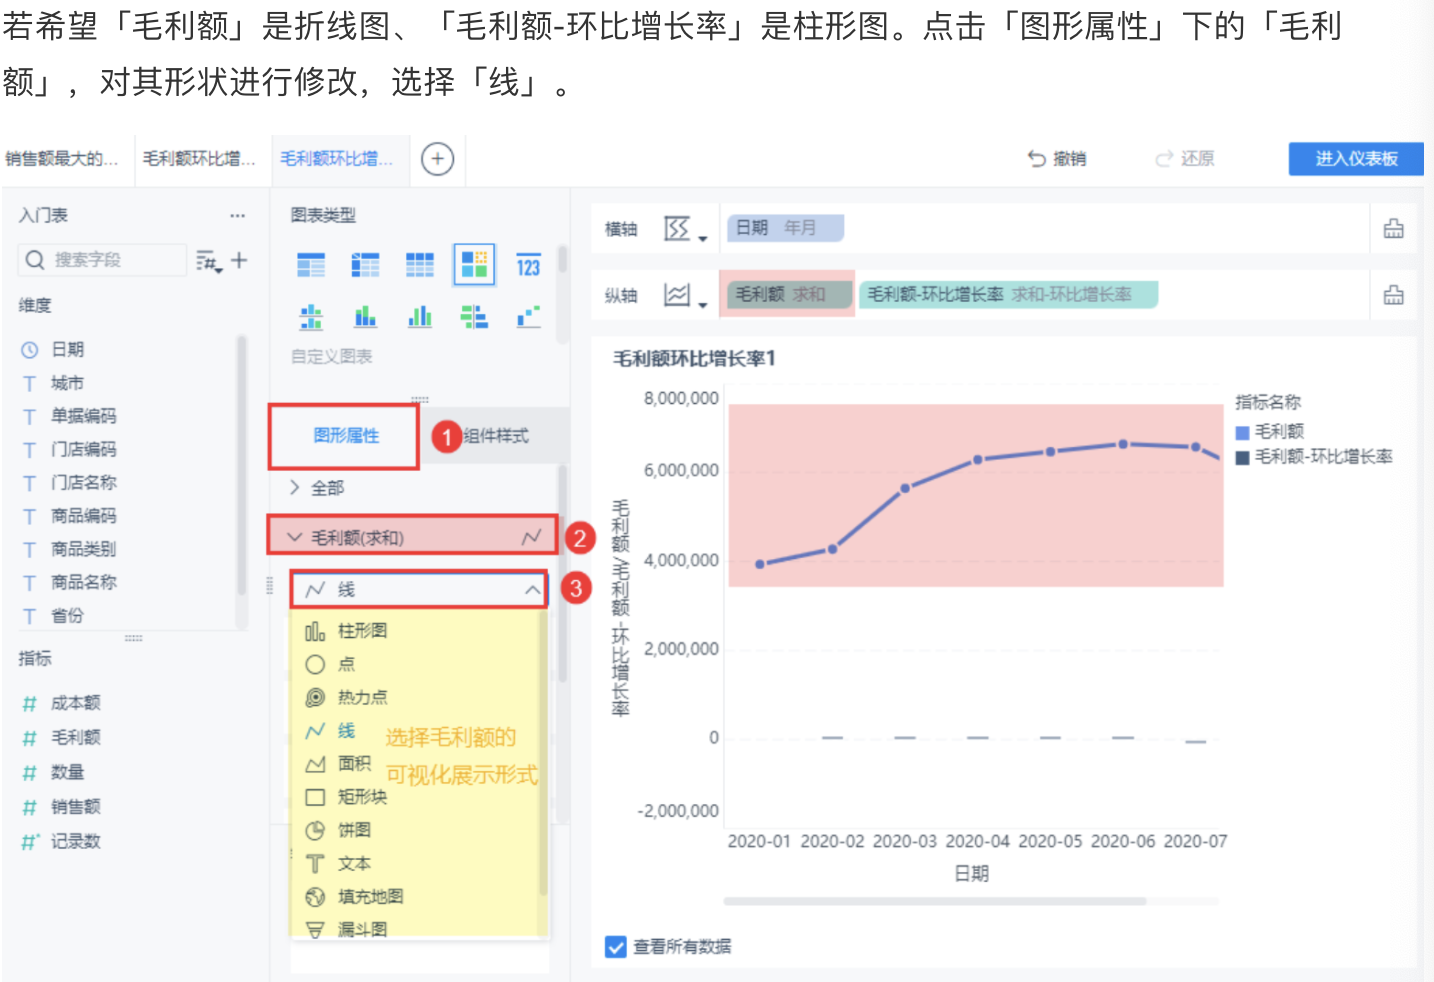 若希望「毛利额」是折线图、「毛利额-环比增长率」是柱形图。点击「图形属性」下的「毛利
额」，对其形状进行修改，选择「线」。
销售额最大的...
毛利额环比增...
毛利额环比增...
撤销
还原
进入仪表板
入门表
...
搜索字段
维度
日期
城市
单据编码
门店编码
门店名称
商品编码
商品类别
商品名称
省份
指标
成本额
毛利额
数量
销售额
记录数
图表类型
123
自定义图表
图形属性
1
组件样式
全部
毛利额(求和)
2
线
3
柱形图
点
热力点
线
面积
矩形块
饼图
文本
填充地图
漏斗图
选择毛利额的
可视化展示形式
横轴
日期 年月
纵轴
毛利额 求和
毛利额-环比增长率 求和-环比增长率
毛利额环比增长率1
8,000,000
6,000,000
4,000,000
2,000,000
0
-2,000,000
毛利额/毛利额-环比增长率
2020-01 2020-02 2020-03 2020-04 2020-05 2020-06 2020-07
日期
指标名称
毛利额
毛利额-环比增长率
查看所有数据